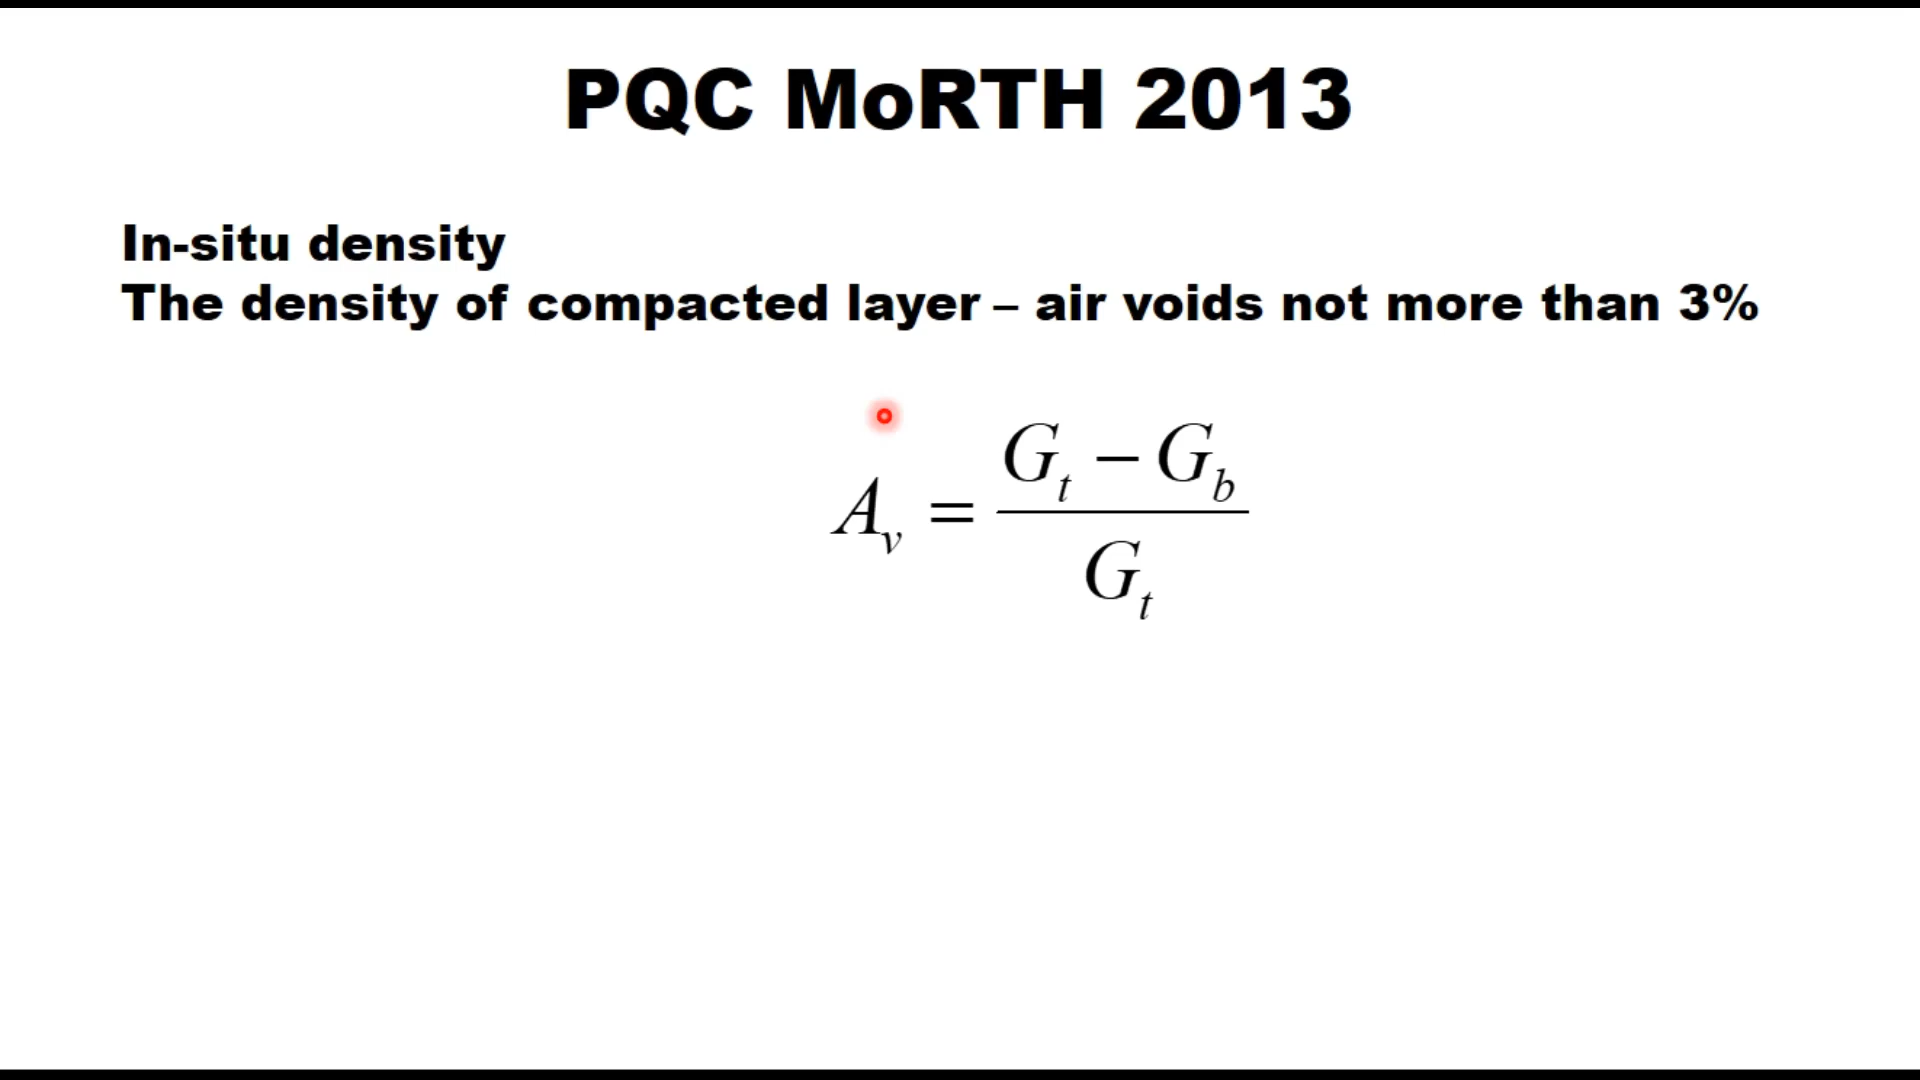 PQC MoRTH 2013
In-situ density
The density of compacted layer – air voids not more than 3%
A_v = \frac{G_t - G_b}{G_t}